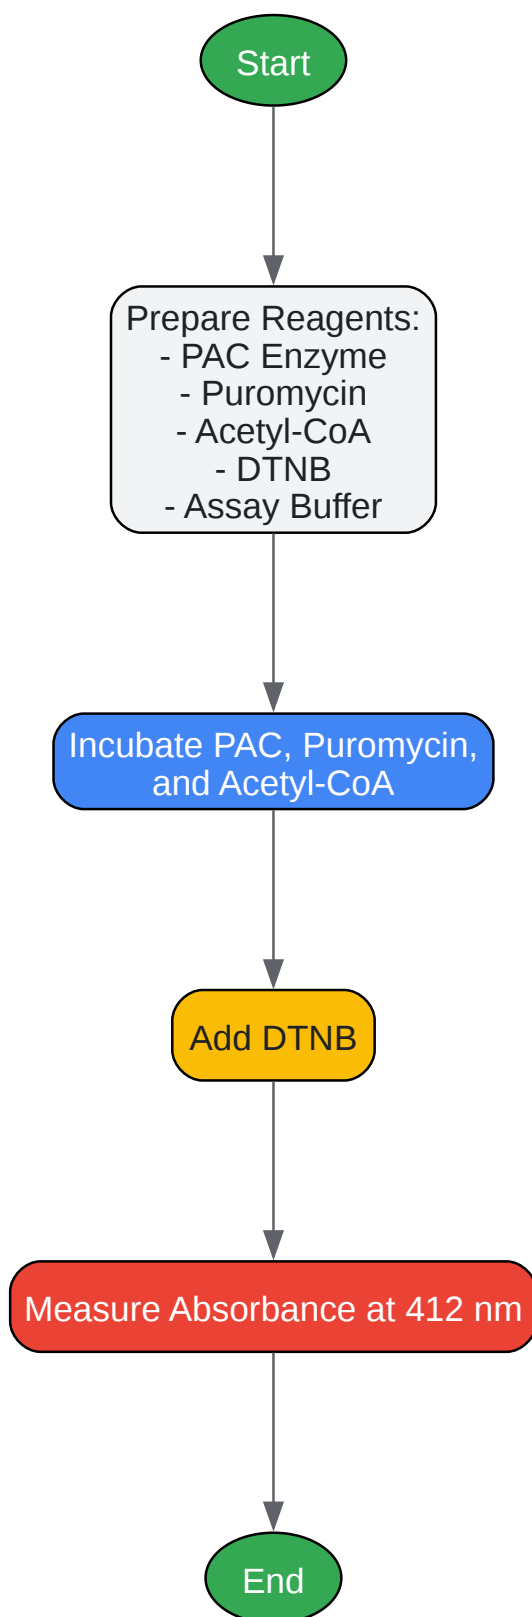 Start
Prepare Reagents:
- PAC Enzyme
- Puromycin
- Acetyl-CoA
- DTNB
- Assay Buffer
Incubate PAC, Puromycin,
and Acetyl-CoA
Add DTNB
Measure Absorbance at 412 nm
End